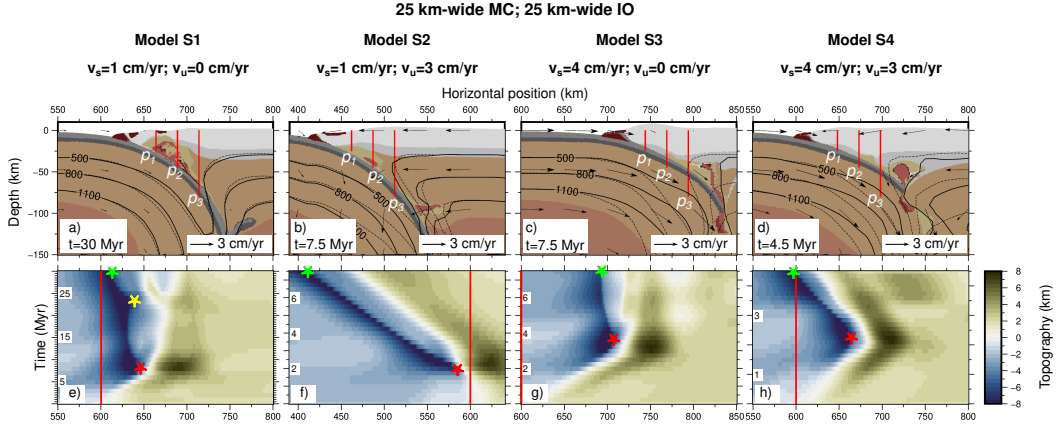 25 km-wide MC; 25 km-wide IO
Model S1 Model S2 Model S3 Model S4
vs=1 cm/yr; vu=0 cm/yr vs=1 cm/yr; vu=3 cm/yr vs=4 cm/yr; vu=0 cm/yr vs=4 cm/yr; vu=3 cm/yr
Horizontal position (km)
550 600 650 700 750 800 400 450 500 550 600 600 650 700 750 800 850 550 600 650 700 750 800
Depth (km)
0
−50
−100
−150
p1 p2 p3 500 800 1100
a)
t=30 Myr
3 cm/yr
p1 p2 p3 500 800 1100
b)
t=7.5 Myr
3 cm/yr
p1 p2 p3 500 800 1100
c)
t=7.5 Myr
3 cm/yr
p1 p2 p3 500 800 1100
d)
t=4.5 Myr
3 cm/yr
Time (Myr)
25
15
5
e)
6
4
2
f)
6
4
2
g)
3
1
h)
550 600 650 700 750 800 400 450 500 550 600 600 650 700 750 800 850 550 600 650 700 750 800
8
6
4
2
0
−2
−4
−6
−8
Topography (km)